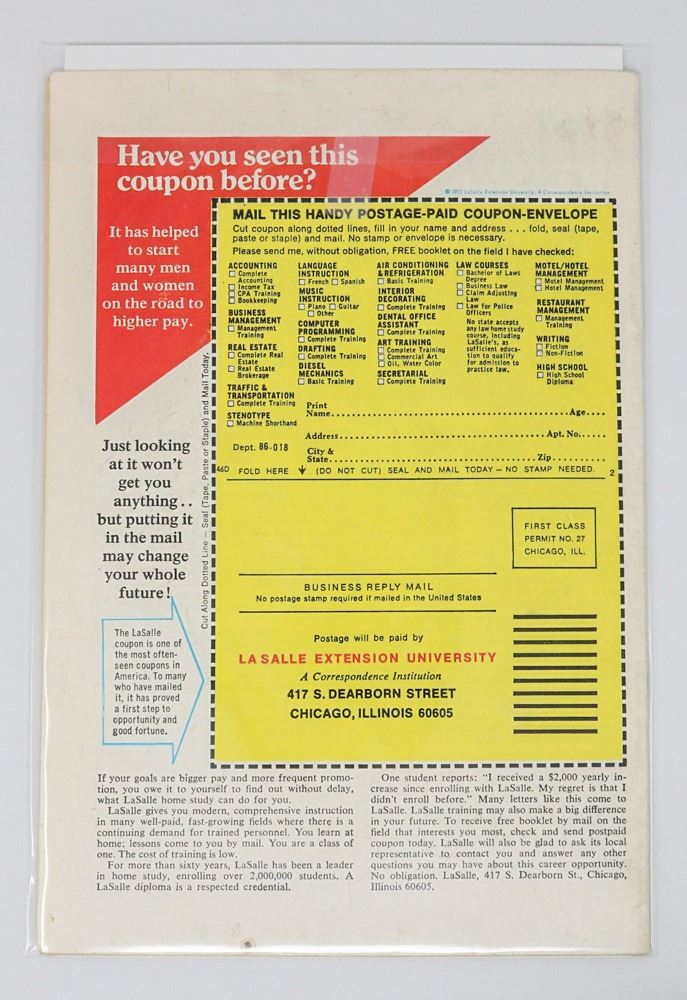 Have you seen this
coupon before?
It has helped
to start
many men
and women
on the road to
higher pay.
Just looking
at it won't
get you
anything..
but putting it
in the mail
may change
your whole
future!
The LaSalle
coupon is one of
the most often-
seen coupons in
America. To many
who have mailed
it, it has proved
a first step to
opportunity and
good fortune.
© 1972 LaSalle Extension University, A Correspondence Institution
Cut Along Dotted Line — Seal (Tape, Paste or Staple) and Mail Today.
MAIL THIS HANDY POSTAGE-PAID COUPON-ENVELOPE
Cut coupon along dotted lines, fill in your name and address . . . fold, seal (tape,
paste or staple) and mail. No stamp or envelope is necessary.
Please send me, without obligation, FREE booklet on the field I have checked:
ACCOUNTING
Complete
Accounting
Income Tax
CPA Training
Bookkeeping
BUSINESS
MANAGEMENT
Management
Training
REAL ESTATE
Complete Real
Estate
Real Estate
Brokerage
TRAFFIC &
TRANSPORTATION
Complete Training
STENOTYPE
Machine Shorthand
LANGUAGE
INSTRUCTION
French Spanish
MUSIC
INSTRUCTION
Piano Guitar
Other
COMPUTER
PROGRAMMING
Complete Training
DRAFTING
Complete Training
DIESEL
MECHANICS
Basic Training
AIR CONDITIONING
& REFRIGERATION
Basic Training
INTERIOR
DECORATING
Complete Training
DENTAL OFFICE
ASSISTANT
Complete Training
ART TRAINING
Complete Training
Commercial Art
Oil, Water Color
SECRETARIAL
Complete Training
LAW COURSES
Bachelor of Laws
Degree
Business Law
Claim Adjusting
Law
Law for Police
Officers
No state accepts
any law home study
course, including
LaSalle's, as
sufficient educa-
tion to qualify
for admission to
practice law.
MOTEL/HOTEL
MANAGEMENT
Motel Management
Hotel Management
RESTAURANT
MANAGEMENT
Management
Training
WRITING
Fiction
Non-Fiction
HIGH SCHOOL
High School
Diploma
Print
Name Age
Address Apt. No.
Dept. 86-018
City &
State Zip
46D FOLD HERE (DO NOT CUT) SEAL AND MAIL TODAY — NO STAMP NEEDED. 2
FIRST CLASS
PERMIT NO. 27
CHICAGO, ILL.
BUSINESS REPLY MAIL
No postage stamp required if mailed in the United States
Postage will be paid by
LA SALLE EXTENSION UNIVERSITY
A Correspondence Institution
417 S. DEARBORN STREET
CHICAGO, ILLINOIS 60605
If your goals are bigger pay and more frequent promo-
tion, you owe it to yourself to find out without delay,
what LaSalle home study can do for you.
LaSalle gives you modern, comprehensive instruction
in many well-paid, fast-growing fields where there is a
continuing demand for trained personnel. You learn at
home; lessons come to you by mail. You are a class of
one. The cost of training is low.
For more than sixty years, LaSalle has been a leader
in home study, enrolling over 2,000,000 students. A
LaSalle diploma is a respected credential.
One student reports: "I received a $2,000 yearly in-
crease since enrolling with LaSalle. My regret is that I
didn't enroll before." Many letters like this come to
LaSalle. LaSalle training may also make a big difference
in your future. To receive free booklet by mail on the
field that interests you most, check and send postpaid
coupon today. LaSalle will also be glad to ask its local
representative to contact you and answer any other
questions you may have about this career opportunity.
No obligation. LaSalle, 417 S. Dearborn St., Chicago,
Illinois 60605.